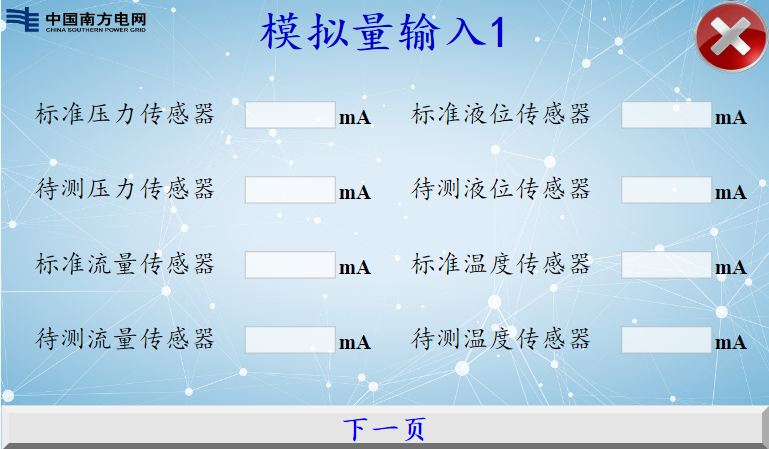 中国南方电网
CHINA SOUTHERN POWER GRID
模拟量输入1
标准压力传感器 mA 标准液位传感器 mA
待测压力传感器 mA 待测液位传感器 mA
标准流量传感器 mA 标准温度传感器 mA
待测流量传感器 mA 待测温度传感器 mA
下一页